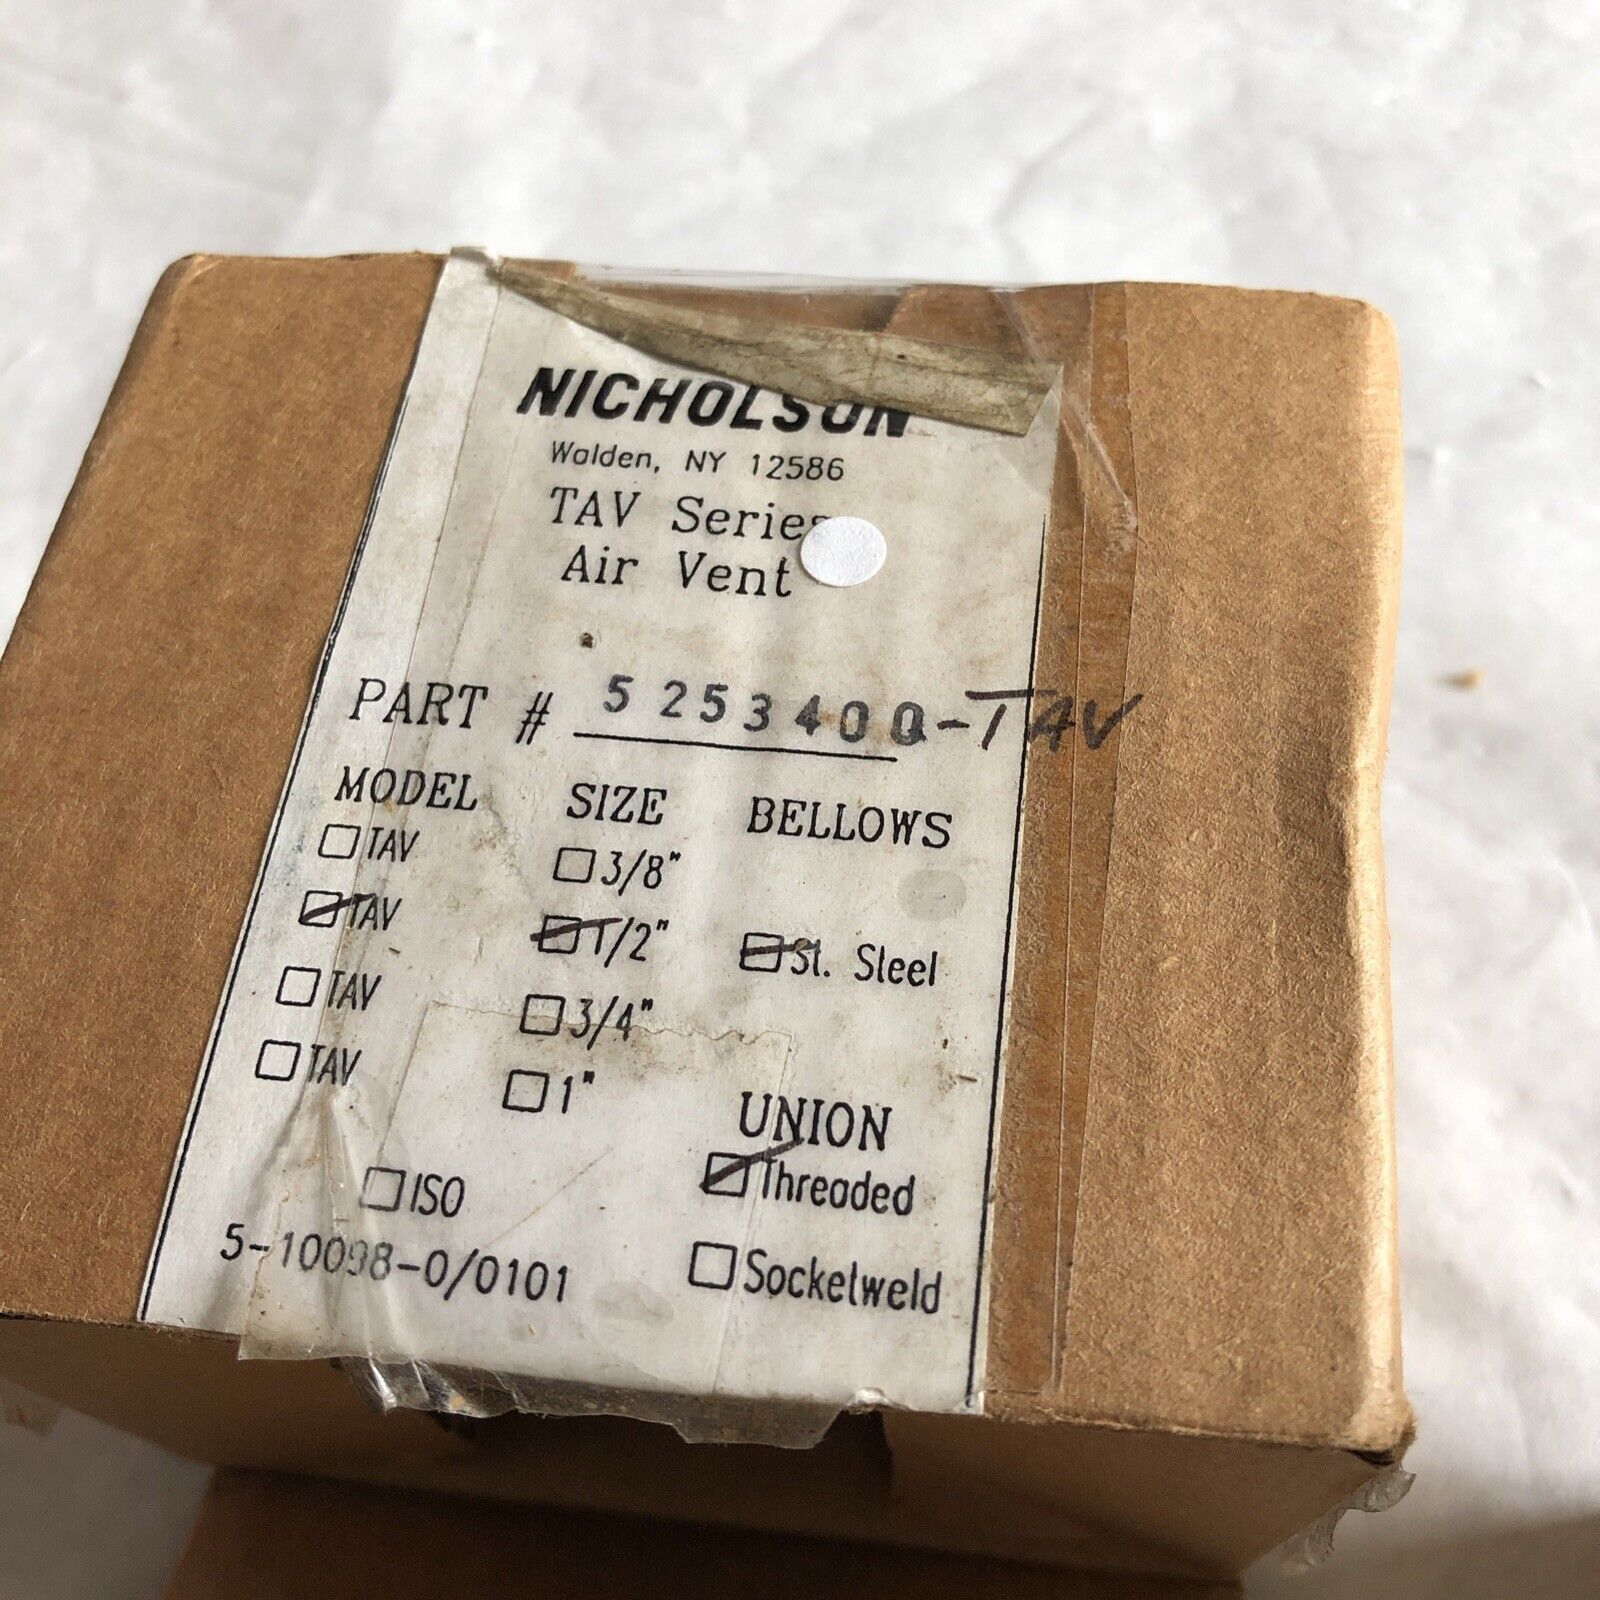 NICHOLSON
Walden, NY 12586
TAV Series
Air Vent
PART # 5253400-TAV
MODEL SIZE BELLOWS
TAV 3/8"
TAV 1/2" St. Steel
TAV 3/4"
TAV 1"
UNION
ISO Threaded
5-10098-0/0101 Socketweld